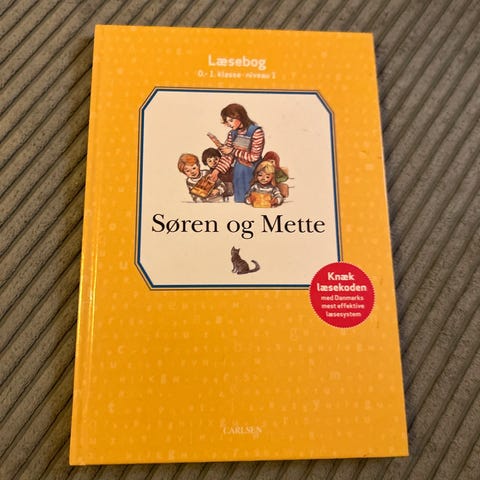 Læsebog
0.- 1. klasse · niveau 1
Søren og Mette
Knæk
læsekoden
med Danmarks
mest effektive
læsesystem
CARLSEN